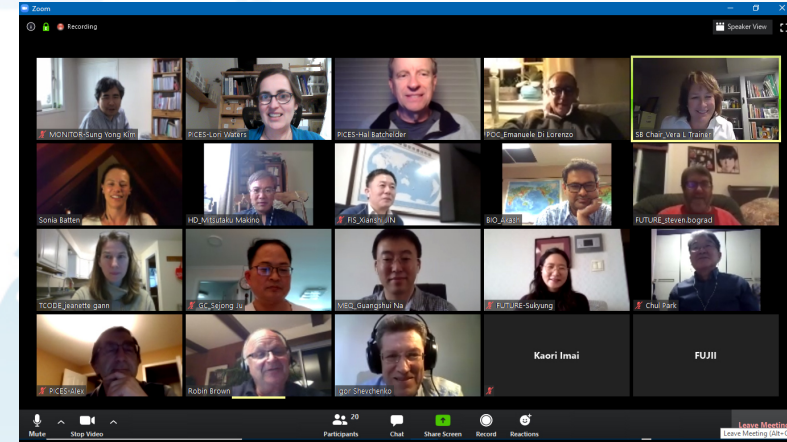 Zoom
Recording
Speaker View
MONITOR-Sung Yong Kim
PICES-Lori Waters
PICES-Hal Batchelder
POC_Emanuele Di Lorenzo
SB Chair_Vera L Trainer
Sonia Batten
HD_Mitsutaku Makino
FIS_Xianshi JIN
BIO_Akash
FUTURE_steven.bograd
TCODE_jeanette gann
GC_Sejong Ju
MEQ_Guangshui Na
FUTURE-Sukyung
Chul Park
PICES-Alex
Robin Brown
Igor Shevchenko
Kaori Imai
FUJII
Mute
Stop Video
Participants
20
Chat
Share Screen
Record
Reactions
Leave Meeting
Leave Meeting (Alt+Q